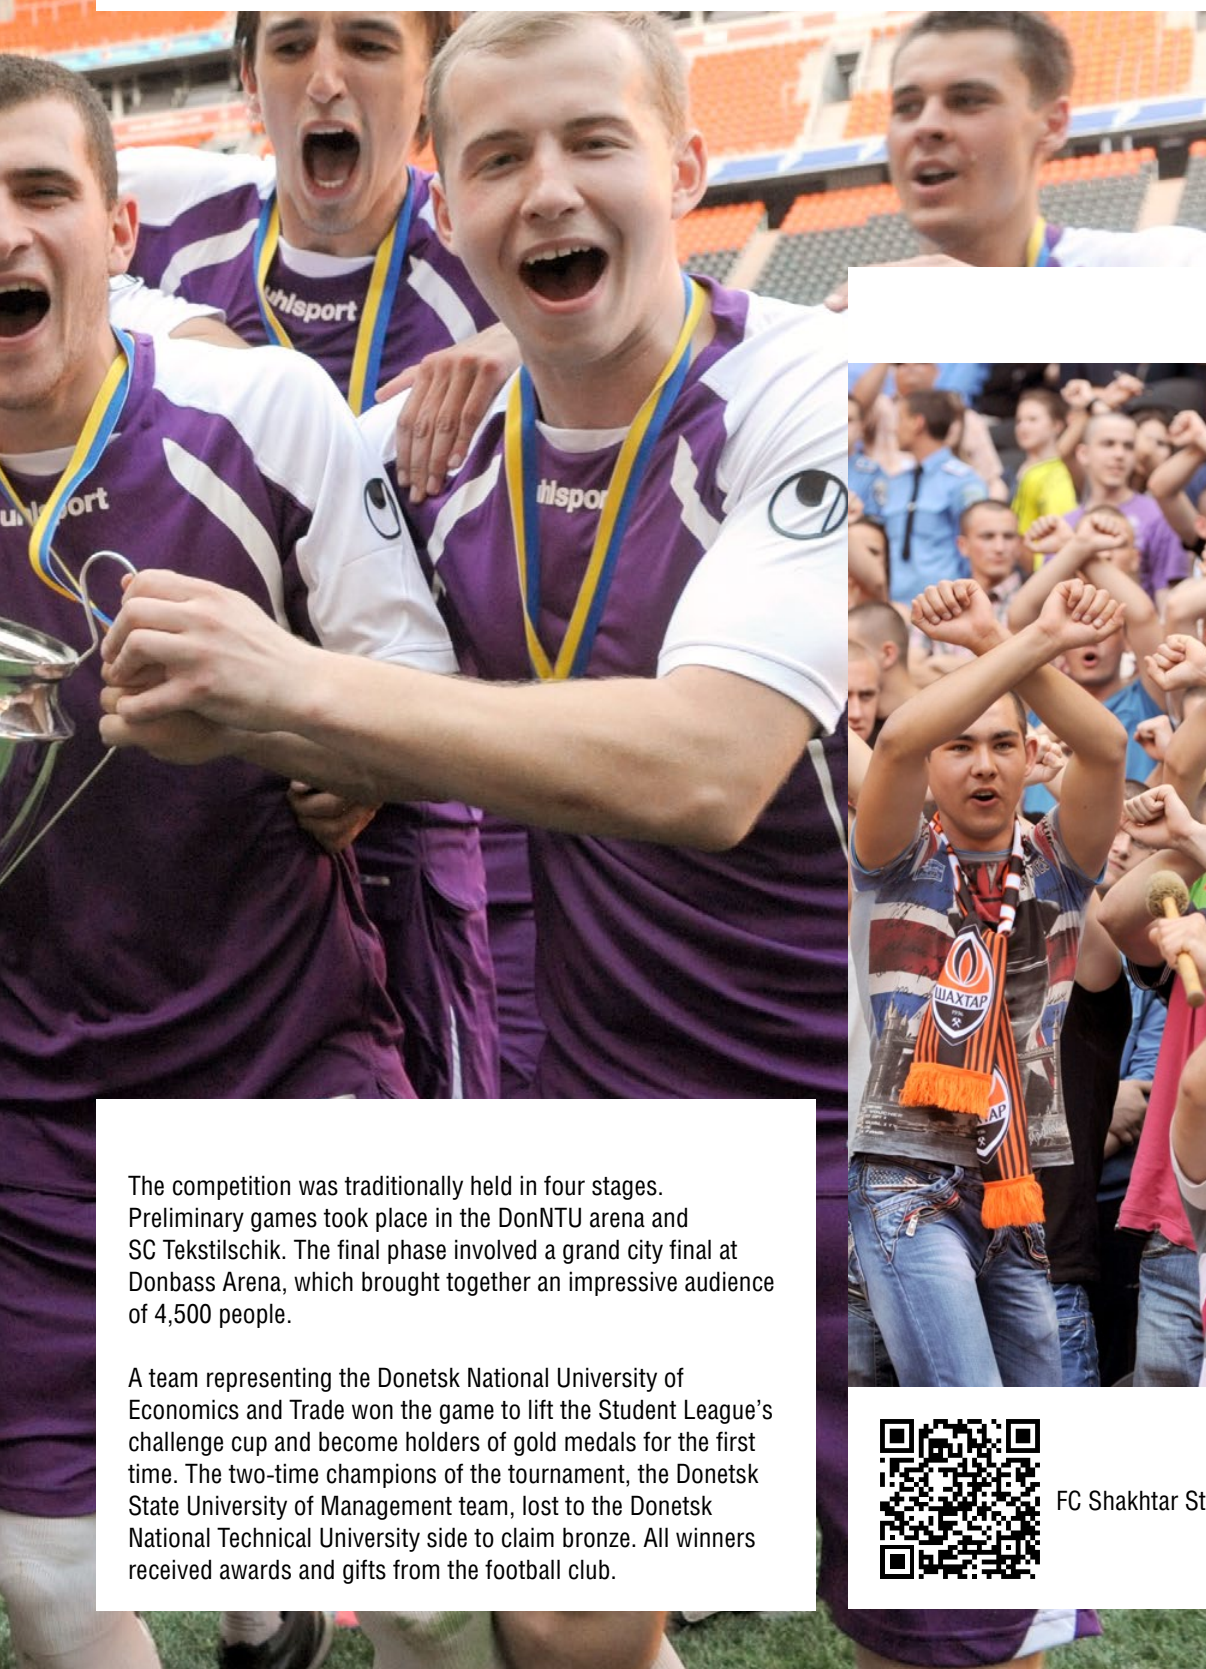 uhlsport
uhlsport
uhlsport
ШАХТАР
1936
The competition was traditionally held in four stages.
Preliminary games took place in the DonNTU arena and
SC Tekstilschik. The final phase involved a grand city final at
Donbass Arena, which brought together an impressive audience
of 4,500 people.
A team representing the Donetsk National University of
Economics and Trade won the game to lift the Student League’s
challenge cup and become holders of gold medals for the first
time. The two-time champions of the tournament, the Donetsk
State University of Management team, lost to the Donetsk
National Technical University side to claim bronze. All winners
received awards and gifts from the football club.
FC Shakhtar St